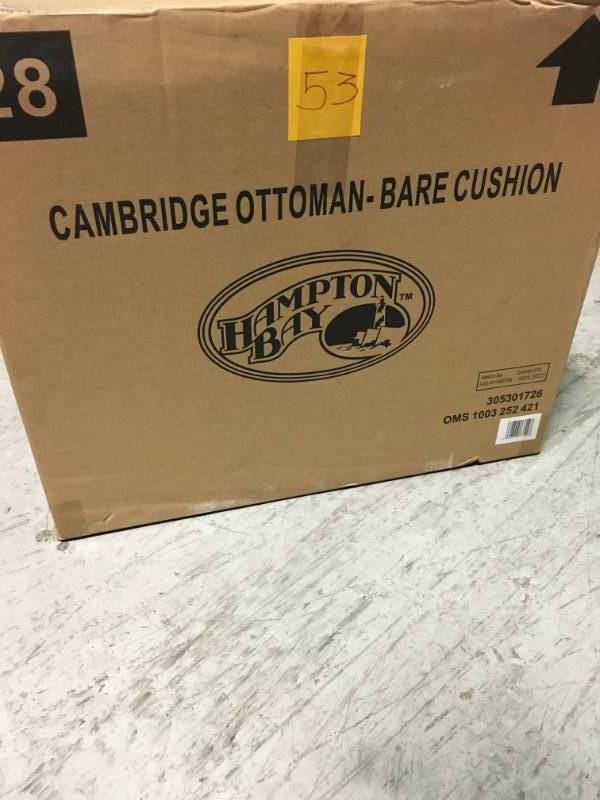 28
53
CAMBRIDGE OTTOMAN- BARE CUSHION
HAMPTON
BAY TM
305301726
OMS 1003 252 421